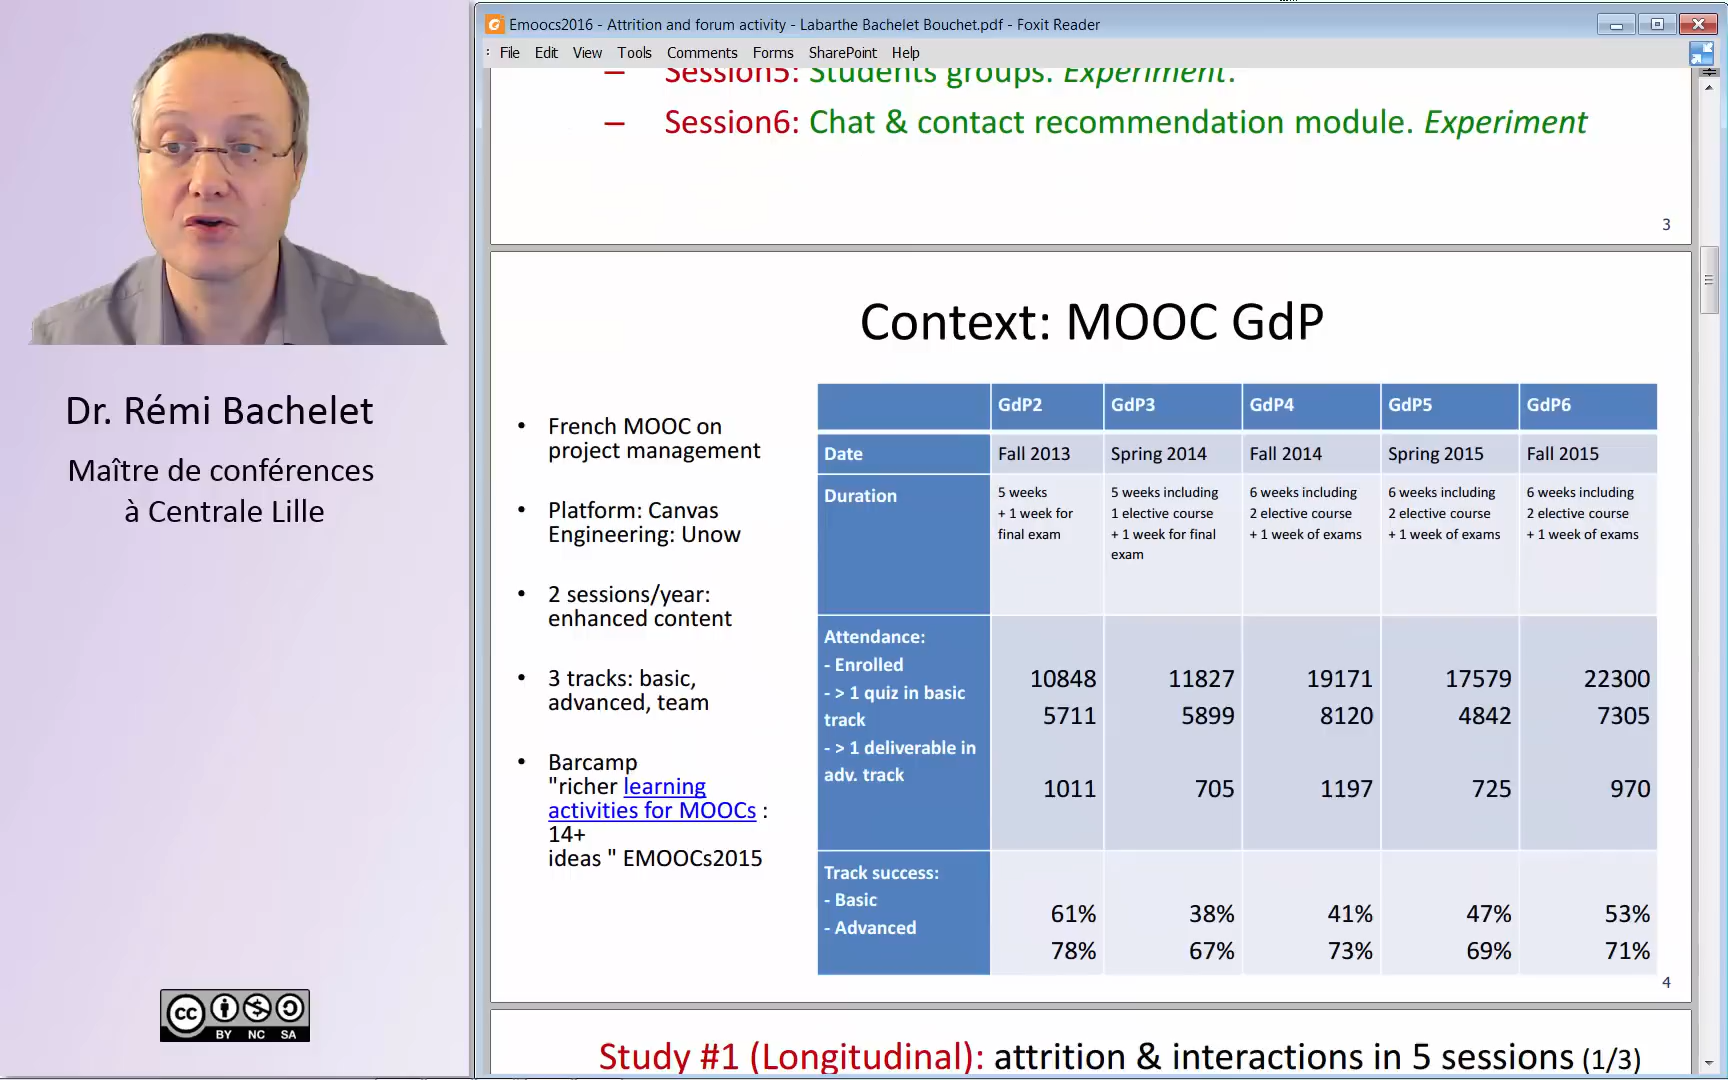 Emoocs2016 - Attrition and forum activity - Labarthe Bachelet Bouchet.pdf - Foxit Reader
File Edit View Tools Comments Forms SharePoint Help
– Session5: Students groups. Experiment.
– Session6: Chat & contact recommendation module. Experiment
3
Dr. Rémi Bachelet
Maître de conférences
à Centrale Lille
cc BY NC SA
Context: MOOC GdP
• French MOOC on
project management
• Platform: Canvas
Engineering: Unow
• 2 sessions/year:
enhanced content
• 3 tracks: basic,
advanced, team
• Barcamp
"richer learning
activities for MOOCs :
14+
ideas " EMOOCs2015
GdP2 GdP3 GdP4 GdP5 GdP6
Date Fall 2013 Spring 2014 Fall 2014 Spring 2015 Fall 2015
Duration 5 weeks 5 weeks including 6 weeks including 6 weeks including 6 weeks including
+ 1 week for 1 elective course 2 elective course 2 elective course 2 elective course
final exam + 1 week for final + 1 week of exams + 1 week of exams + 1 week of exams
exam
Attendance:
- Enrolled 10848 11827 19171 17579 22300
- > 1 quiz in basic 5711 5899 8120 4842 7305
track
- > 1 deliverable in 1011 705 1197 725 970
adv. track
Track success:
- Basic 61% 38% 41% 47% 53%
- Advanced 78% 67% 73% 69% 71%
4
Study #1 (Longitudinal): attrition & interactions in 5 sessions (1/3)